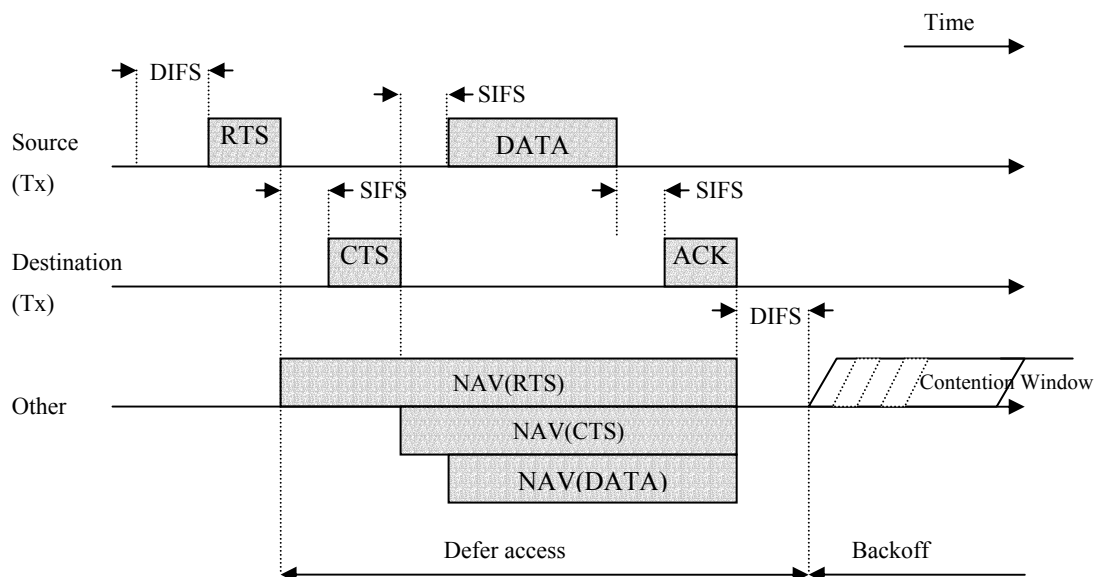 Time
DIFS
SIFS
RTS
DATA
Source
(Tx)
SIFS
SIFS
CTS
ACK
Destination
(Tx)
DIFS
NAV(RTS)
Contention Window
Other
NAV(CTS)
NAV(DATA)
Defer access
Backoff